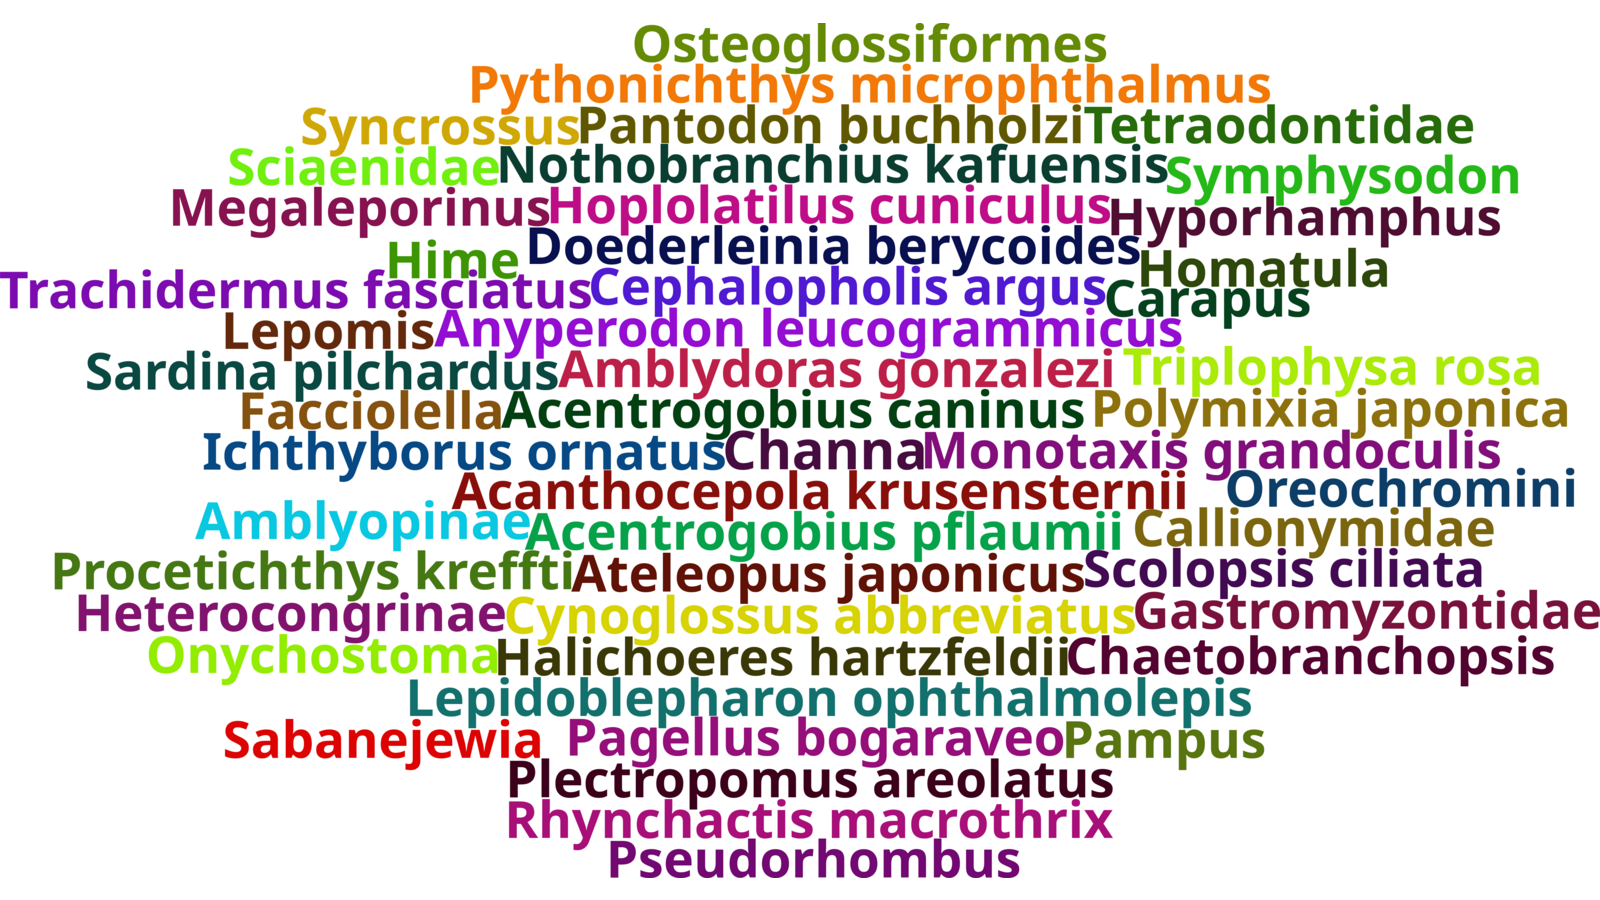 Osteoglossiformes
Pythonichthys microphthalmus
Syncrossus Pantodon buchholzi Tetraodontidae
Sciaenidae Nothobranchius kafuensis Symphysodon
Megaleporinus Hoplolatilus cuniculus Hyporhamphus
Hime Doederleinia berycoides Homatula
Trachidermus fasciatus Cephalopholis argus Carapus
Lepomis Anyperodon leucogrammicus
Sardina pilchardus Amblydoras gonzalezi Triplophysa rosa
Facciolella Acentrogobius caninus Polymixia japonica
Ichthyborus ornatus Channa Monotaxis grandoculis
Acanthocepola krusensternii Oreochromini
Amblyopinae Acentrogobius pflaumii Callionymidae
Procetichthys kreffti Ateleopus japonicus Scolopsis ciliata
Heterocongrinae Cynoglossus abbreviatus Gastromyzontidae
Onychostoma Halichoeres hartzfeldii Chaetobranchopsis
Lepidoblepharon ophthalmolepis
Sabanejewia Pagellus bogaraveo Pampus
Plectropomus areolatus
Rhynchactis macrothrix
Pseudorhombus